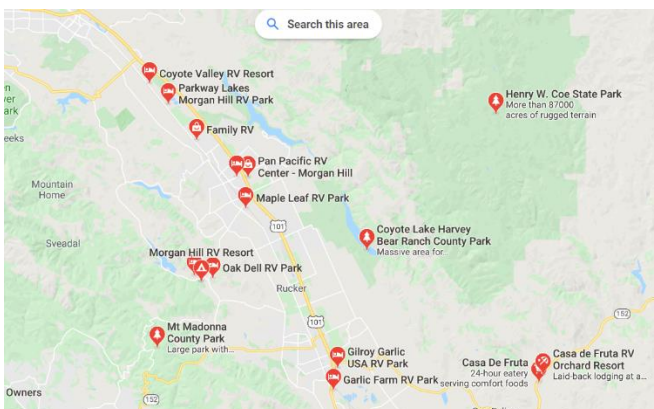 Search this area
Coyote Valley RV Resort
Parkway Lakes
Morgan Hill RV Park
Henry W. Coe State Park
More than 87000
acres of rugged terrain
Family RV
eeks
Pan Pacific RV
Center - Morgan Hill
Mountain
Home
Maple Leaf RV Park
101
Coyote Lake Harvey
Bear Ranch County Park
Massive area for...
Sveadal
Morgan Hill RV Resort
Oak Dell RV Park
Rucker
152
101
Mt Madonna
County Park
Large park with...
Gilroy Garlic
USA RV Park
Garlic Farm RV Park
Casa De Fruta
24-hour eatery
serving comfort foods
Casa de Fruta RV
Orchard Resort
Laid-back lodging at a...
Owners
152